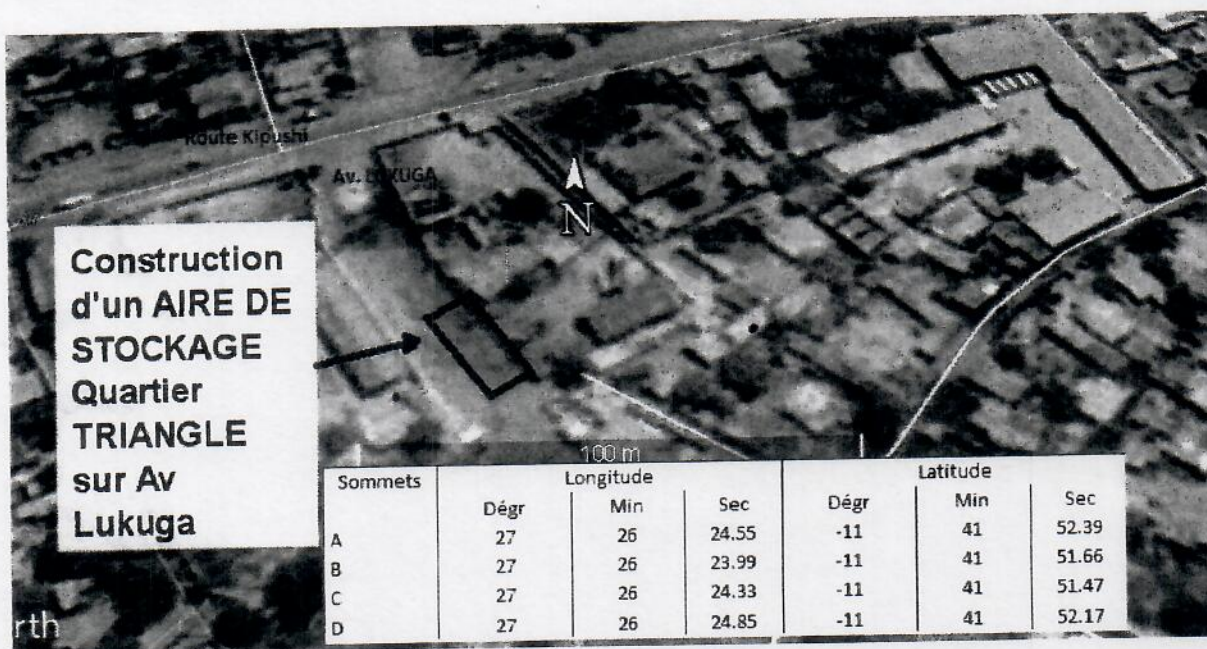 Route Kipushi
Av. LUKUGA
N
Construction
d'un AIRE DE
STOCKAGE
Quartier
TRIANGLE
sur Av
Lukuga
100 m
Sommets Longitude Latitude
Dégr Min Sec Dégr Min Sec
A 27 26 24.55 -11 41 52.39
B 27 26 23.99 -11 41 51.66
C 27 26 24.33 -11 41 51.47
D 27 26 24.85 -11 41 52.17
rth